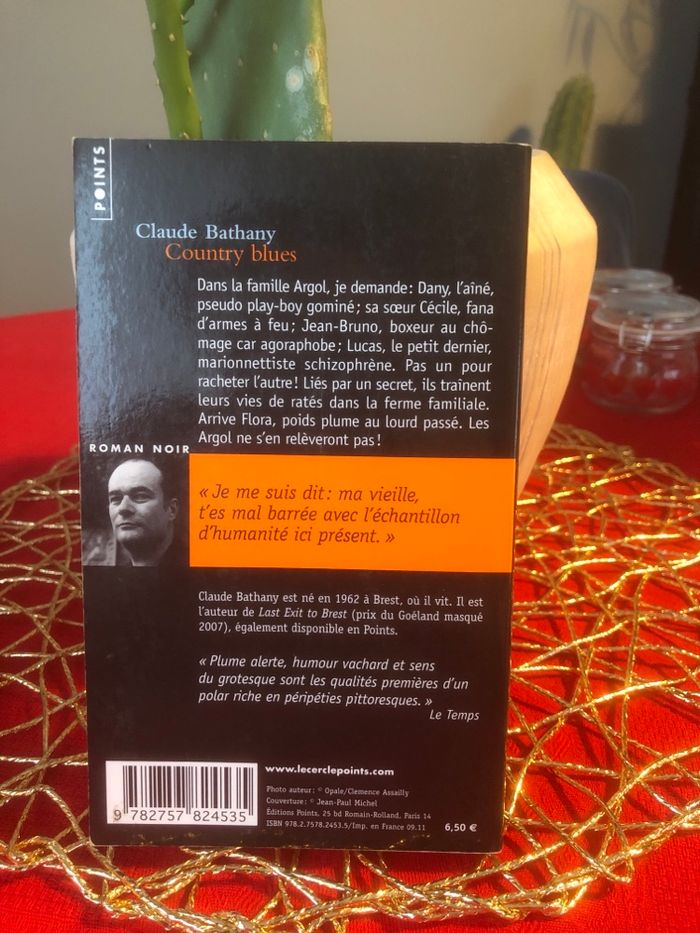 POINTS
Claude Bathany
Country blues
Dans la famille Argol, je demande : Dany, l'aîné,
pseudo play-boy gominé ; sa sœur Cécile, fana
d'armes à feu ; Jean-Bruno, boxeur au chô-
mage car agoraphobe ; Lucas, le petit dernier,
marionnettiste schizophrène. Pas un pour
racheter l'autre ! Liés par un secret, ils traînent
leurs vies de ratés dans la ferme familiale.
Arrive Flora, poids plume au lourd passé. Les
Argol ne s'en relèveront pas !
ROMAN NOIR
« Je me suis dit : ma vieille,
t'es mal barrée avec l'échantillon
d'humanité ici présent. »
Claude Bathany est né en 1962 à Brest, où il vit. Il est
l'auteur de Last Exit to Brest (prix du Goéland masqué
2007), également disponible en Points.
« Plume alerte, humour vachard et sens
du grotesque sont les qualités premières d'un
polar riche en péripéties pittoresques. »
Le Temps
www.lecerclepoints.com
Photo auteur : © Opale/Clemence Assailly
Couverture : © Jean-Paul Michel
Éditions Points, 25 bd Romain-Rolland, Paris 14
ISBN 978.2.7578.2453.5/Imp. en France 09.11
6,50 €
9 782757 824535